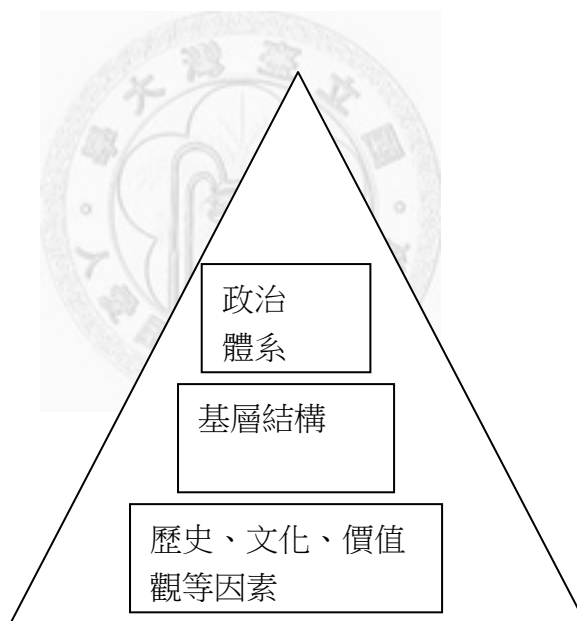 政治
體系
基層結構
歷史、文化、價值
觀等因素